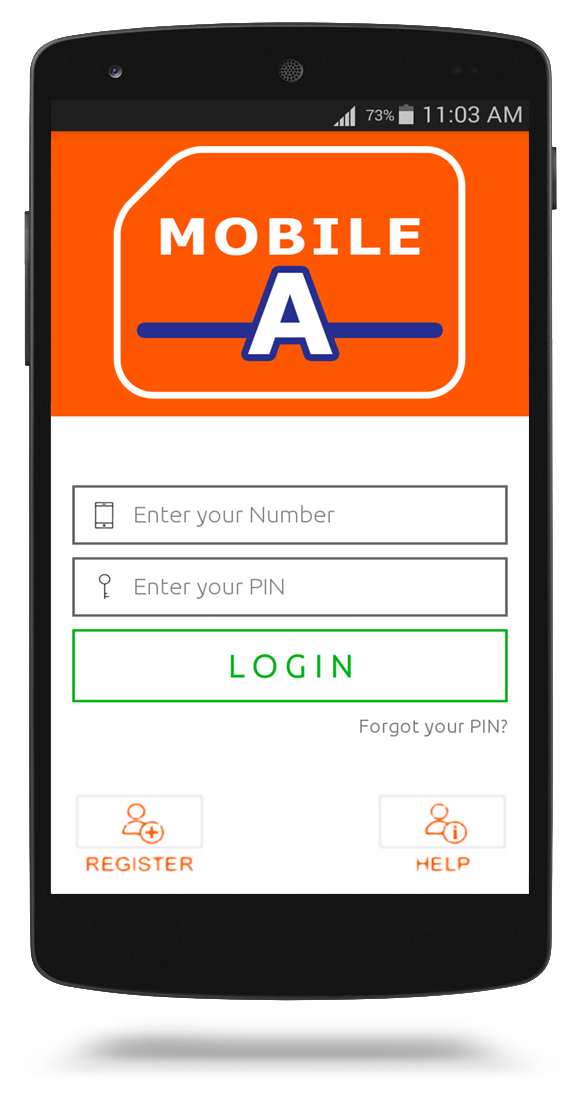 73% 11:03 AM
MOBILE
A
Enter your Number
Enter your PIN
LOGIN
Forgot your PIN?
REGISTER HELP